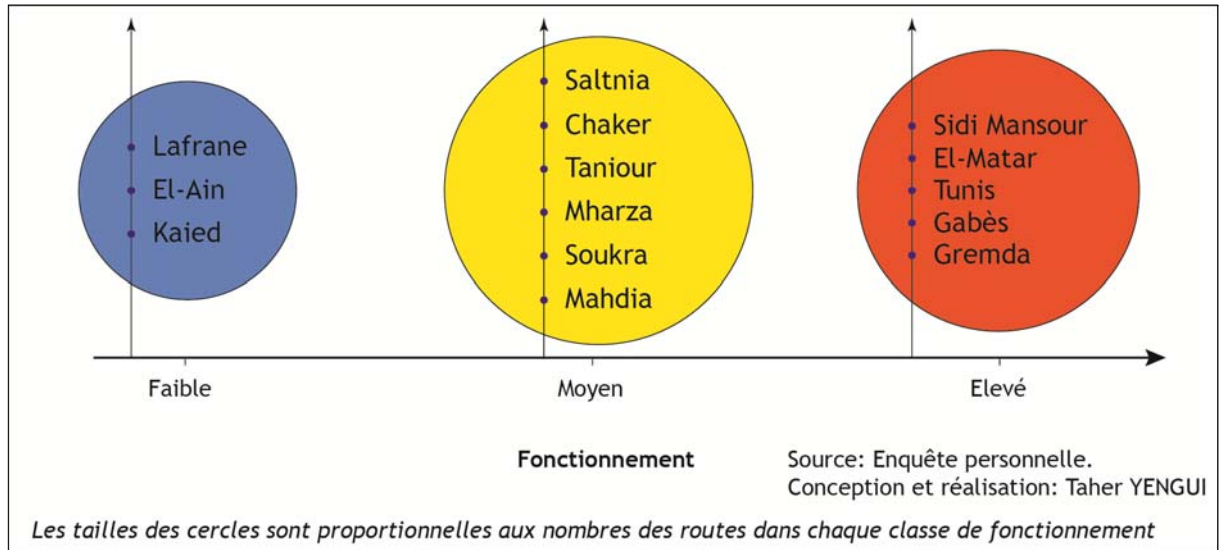 Lafrane
El-Ain
Kaied
Saltnia
Chaker
Taniour
Mharza
Soukra
Mahdia
Sidi Mansour
El-Matar
Tunis
Gabès
Gremda
Faible
Moyen
Elevé
Fonctionnement
Source: Enquête personnelle.
Conception et réalisation: Taher YENGUI
Les tailles des cercles sont proportionnelles aux nombres des routes dans chaque classe de fonctionnement